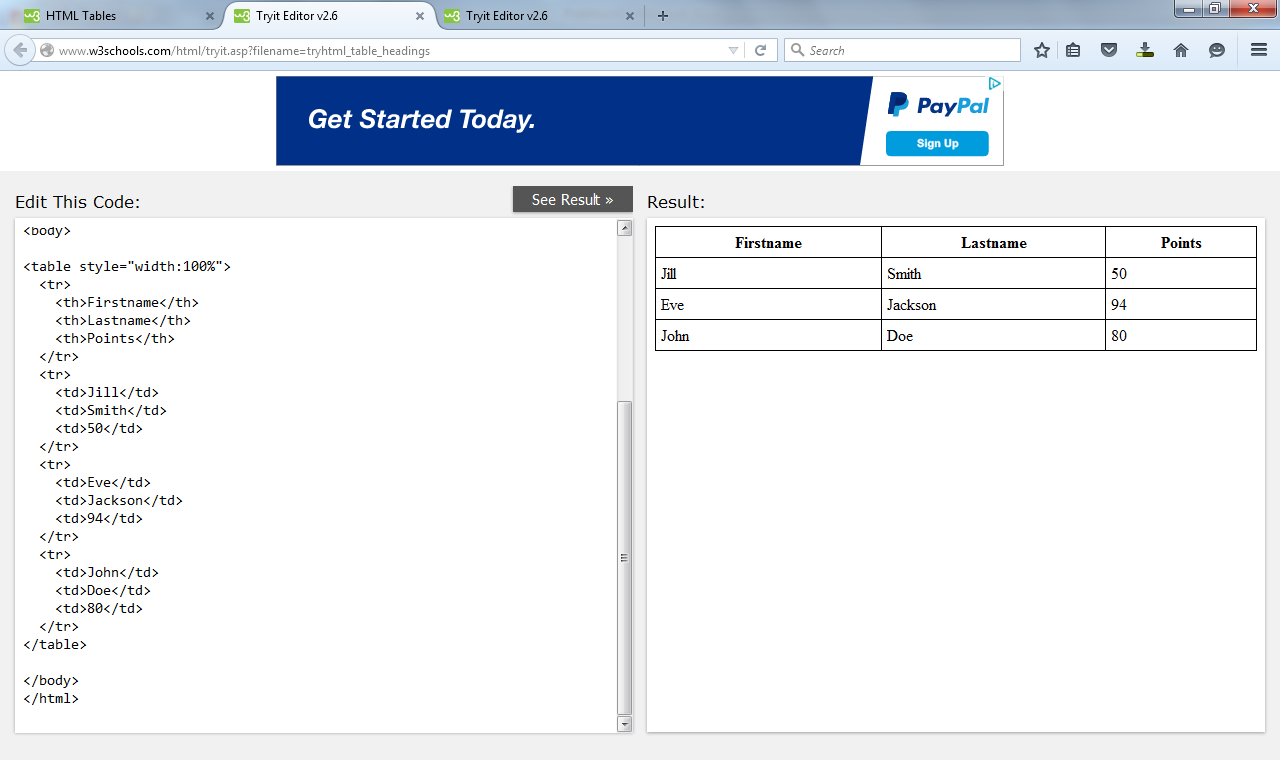 HTML Tables
Tryit Editor v2.6
Tryit Editor v2.6
www.w3schools.com/html/tryit.asp?filename=tryhtml_table_headings
Search
Get Started Today.
PayPal
Sign Up
Edit This Code:
See Result »
<body>
<table style="width:100%">
<tr>
<th>Firstname</th>
<th>Lastname</th>
<th>Points</th>
</tr>
<tr>
<td>Jill</td>
<td>Smith</td>
<td>50</td>
</tr>
<tr>
<td>Eve</td>
<td>Jackson</td>
<td>94</td>
</tr>
<tr>
<td>John</td>
<td>Doe</td>
<td>80</td>
</tr>
</table>
</body>
</html>
Result:
Firstname Lastname Points
Jill Smith 50
Eve Jackson 94
John Doe 80